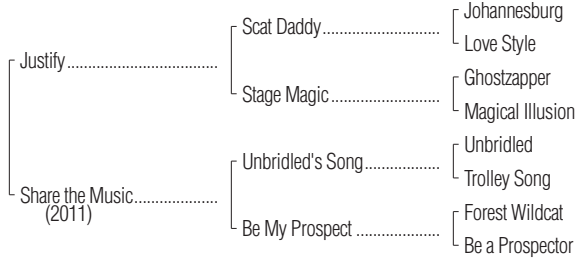 Johannesburg
Scat Daddy........................
Love Style
Justify...............................
Ghostzapper
Stage Magic......................
Magical Illusion
Unbridled
Unbridled's Song................
Trolley Song
Share the Music.................
(2011)
Forest Wildcat
Be My Prospect .................
Be a Prospector